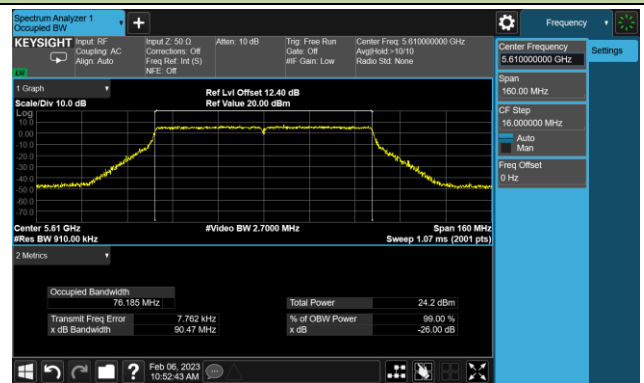 Spectrum Analyzer 1
Occupied BW
Frequency
KEYSIGHT
Input: RF
Coupling: AC
Align: Auto
Input Z: 50 Ω
Corrections: Off
Freq Ref: Int (S)
NFE: Off
Atten: 10 dB
Trig: Free Run
Gate: Off
#IF Gain: Low
Center Freq: 5.610000000 GHz
Avg|Hold:>10/10
Radio Std: None
Center Frequency
5.610000000 GHz
Settings
Span
160.00 MHz
CF Step
16.000000 MHz
Auto
Man
Freq Offset
0 Hz
1 Graph
Scale/Div 10.0 dB
Ref Lvl Offset 12.40 dB
Ref Value 20.00 dBm
Log
10.0
0.00
-10.0
-20.0
-30.0
-40.0
-50.0
-60.0
-70.0
Center 5.61 GHz
#Video BW 2.7000 MHz
Span 160 MHz
#Res BW 910.00 kHz
Sweep 1.07 ms (2001 pts)
2 Metrics
Occupied Bandwidth
76.185 MHz
Total Power 24.2 dBm
Transmit Freq Error 7.762 kHz
% of OBW Power 99.00 %
x dB Bandwidth 90.47 MHz
x dB -26.00 dB
?
Feb 06, 2023
10:52:43 AM